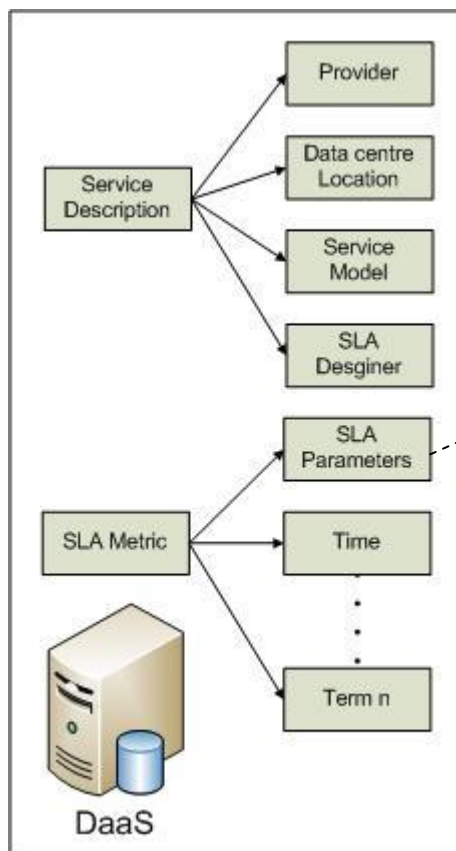 Provider
Data centre
Location
Service
Description
Service
Model
SLA
Desginer
SLA
Parameters
SLA Metric
Time
Term n
DaaS